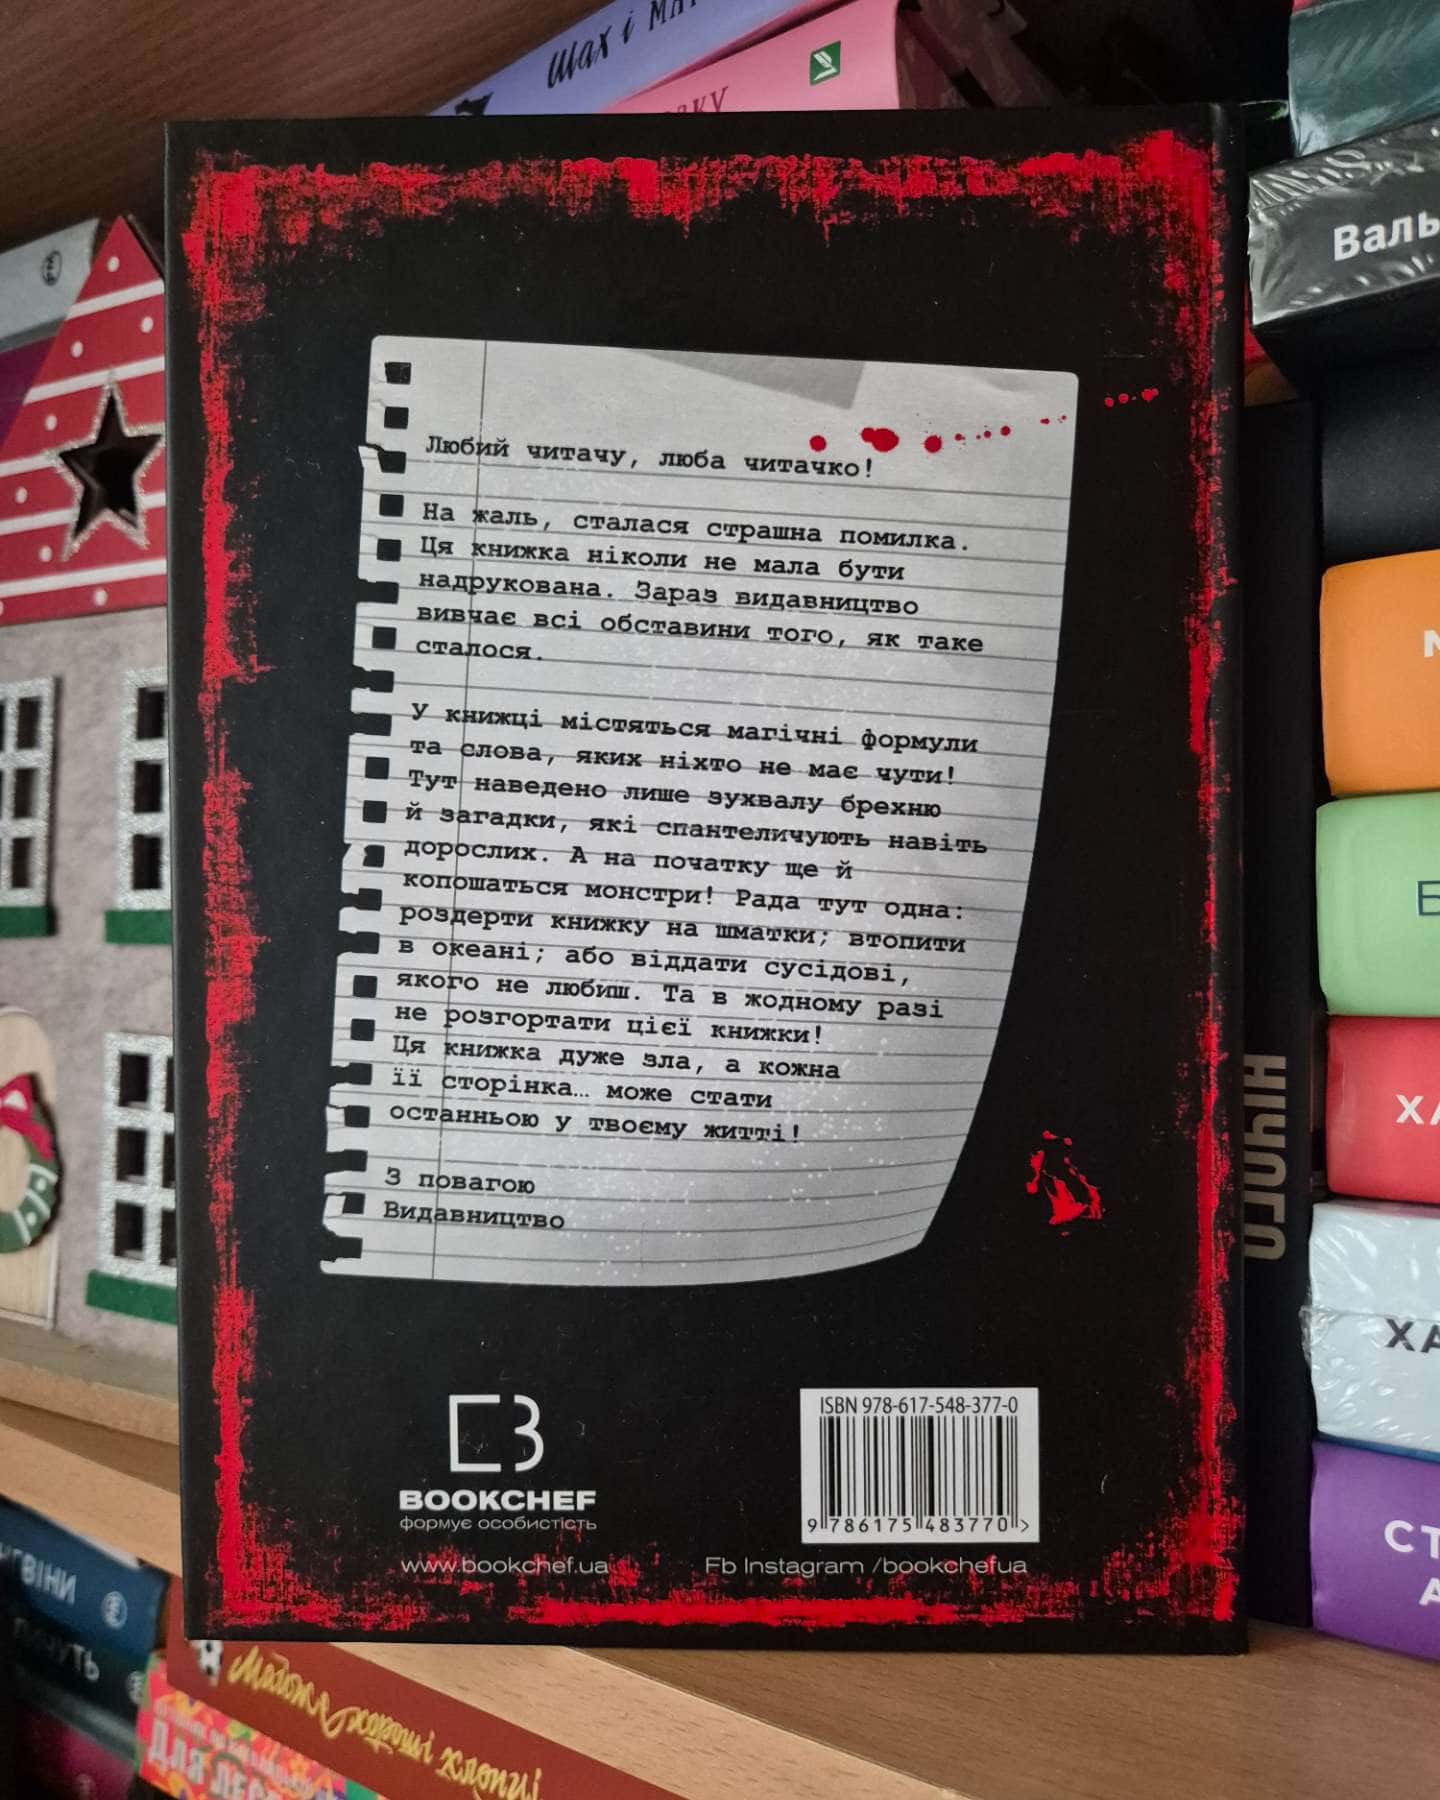 Шах і
Любий читачу, люба читачко!
На жаль, сталася страшна помилка.
Ця книжка ніколи не мала бути
надрукована. Зараз видавництво
вивчає всі обставини того, як таке
сталося.
У книжці містяться магічні формули
та слова, яких ніхто не має чути!
Тут наведено лише зухвалу брехню
й загадки, які спантеличують навіть
дорослих. А на початку ще й
копошаться монстри! Рада тут одна:
роздерти книжку на шматки; втопити
в океані; або віддати сусідові,
якого не любиш. Та в жодному разі
не розгортати цієї книжки!
Ця книжка дуже зла, а кожна
її сторінка… може стати
останньою у твоєму житті!
З повагою
Видавництво
BOOKCHEF
формує особистість
www.bookchef.ua
ISBN 978-617-548-377-0
9 786175 483770 >
Fb Instagram /bookchefua